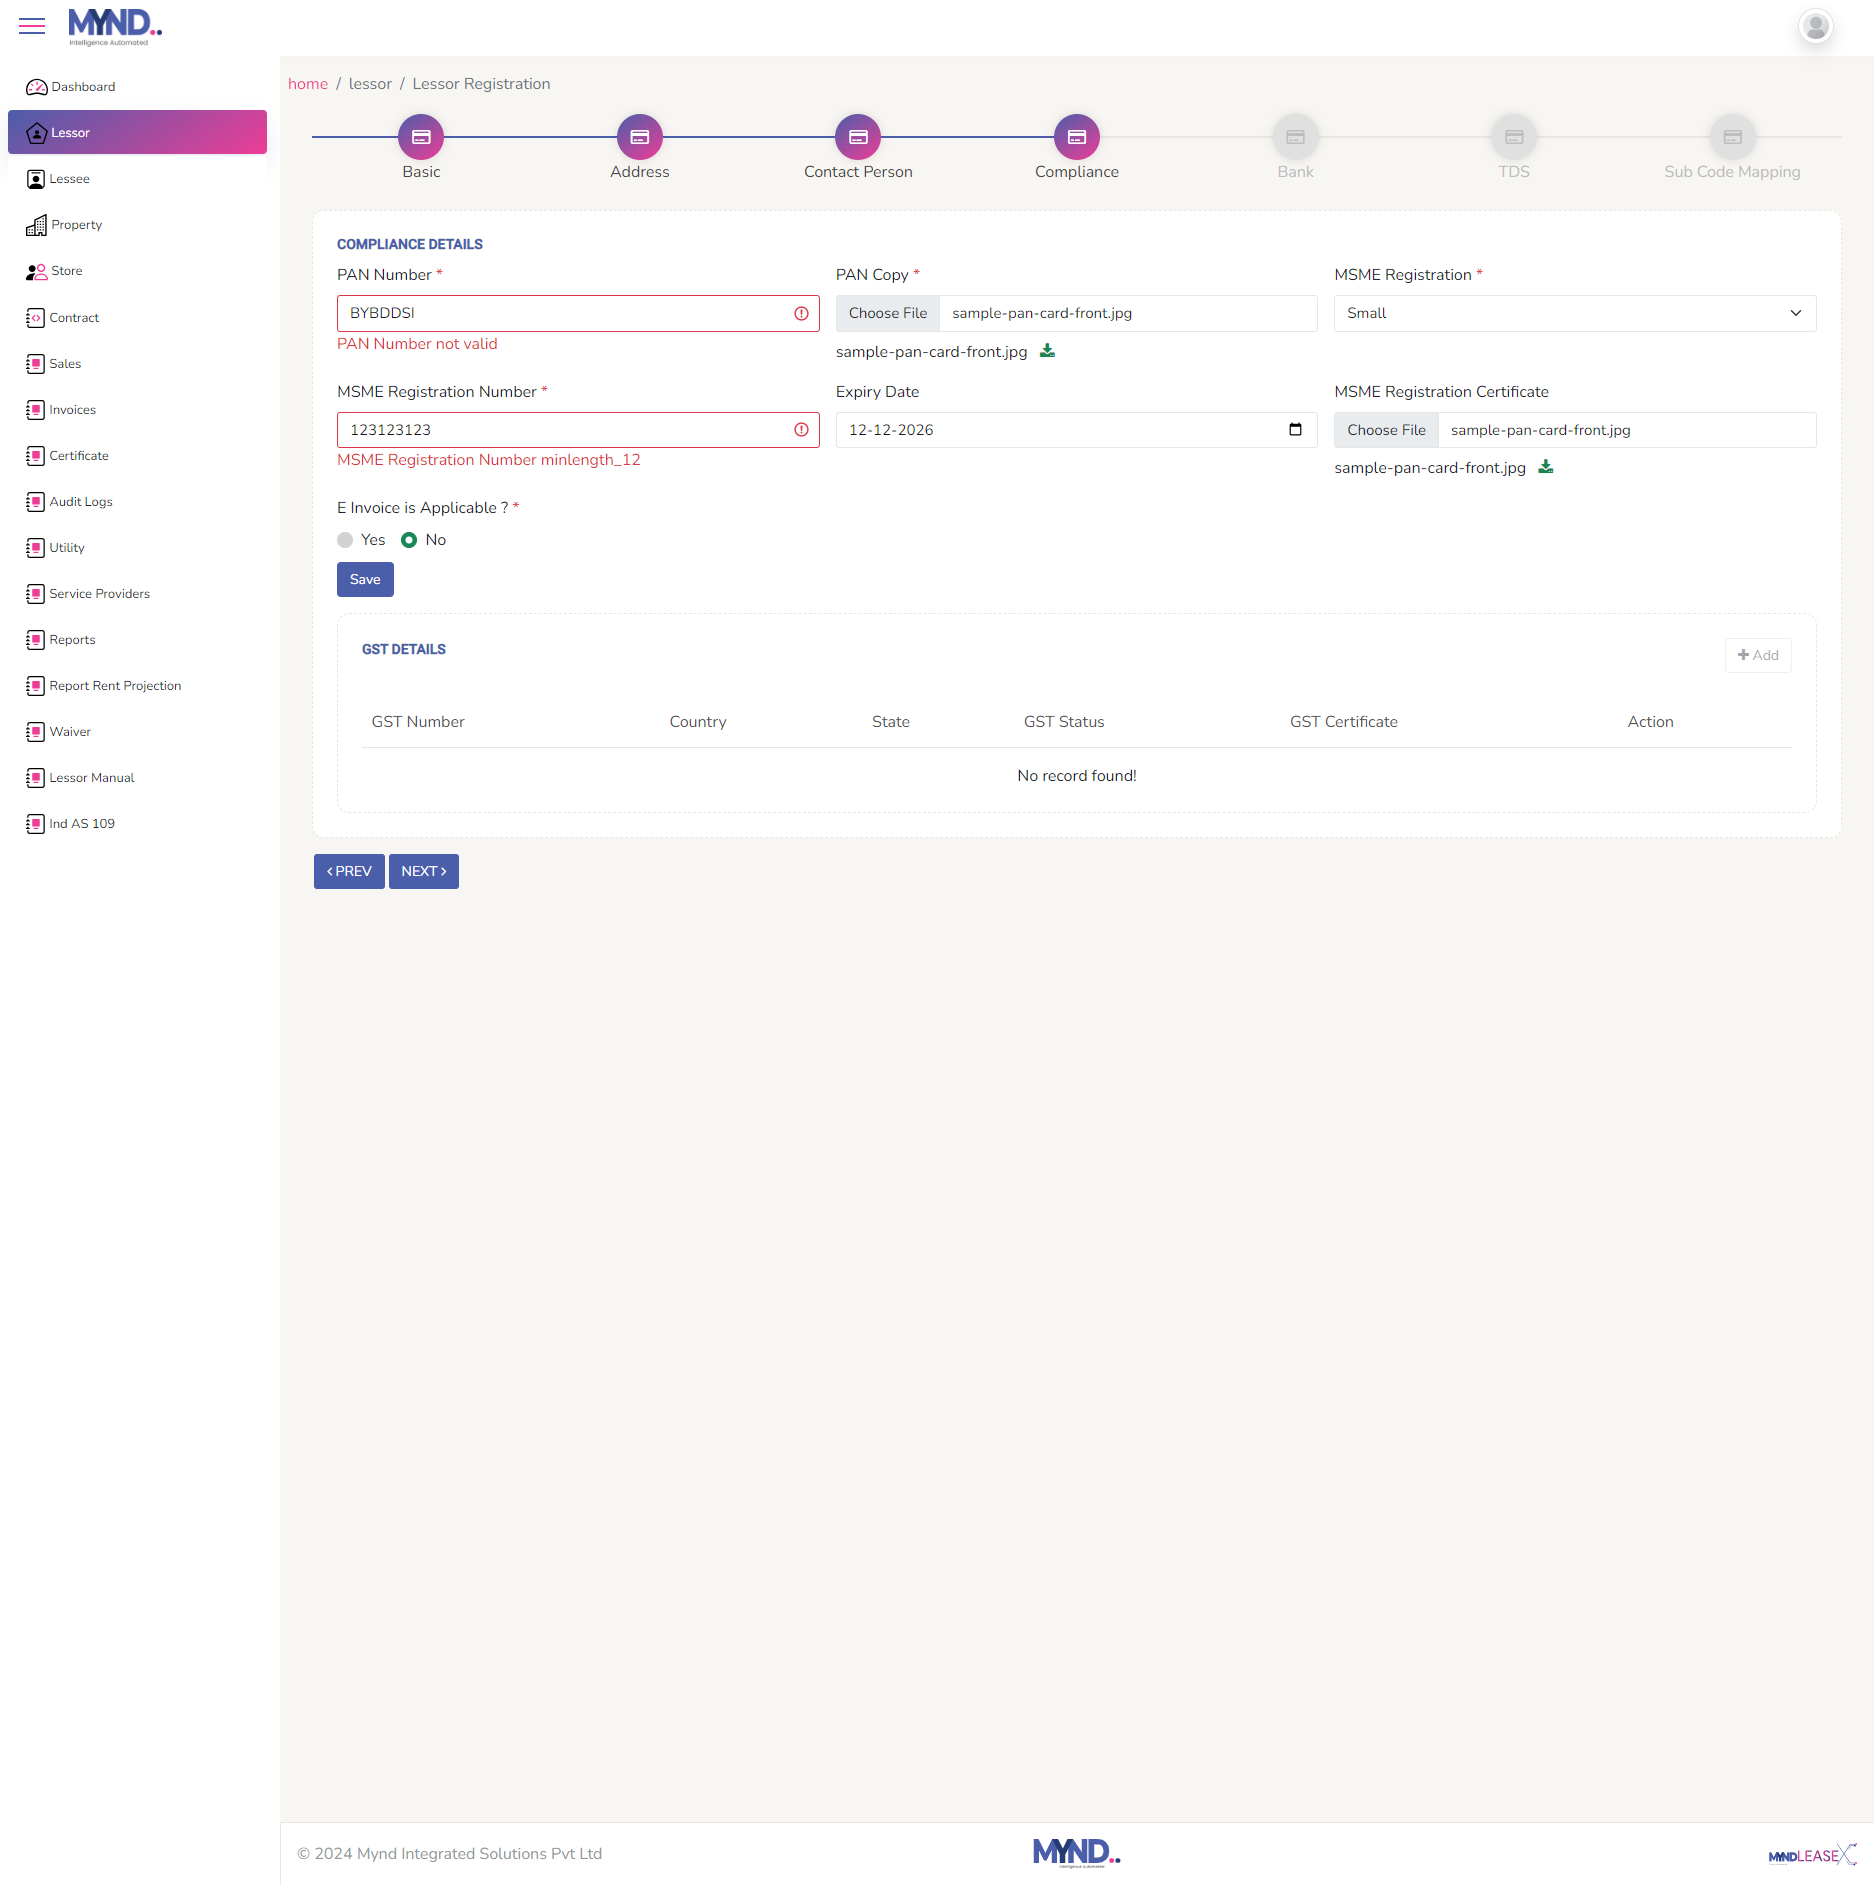 MYND..
Intelligence Automated
Dashboard
Lessor
Lessee
Property
Store
Contract
Sales
Invoices
Certificate
Audit Logs
Utility
Service Providers
Reports
Report Rent Projection
Waiver
Lessor Manual
Ind AS 109
home / lessor / Lessor Registration
Basic Address Contact Person Compliance Bank TDS Sub Code Mapping
COMPLIANCE DETAILS
PAN Number * PAN Copy * MSME Registration *
BYBDDSI Choose File sample-pan-card-front.jpg Small
PAN Number not valid sample-pan-card-front.jpg
MSME Registration Number * Expiry Date MSME Registration Certificate
123123123 12-12-2026 Choose File sample-pan-card-front.jpg
MSME Registration Number minlength_12 sample-pan-card-front.jpg
E Invoice is Applicable ? *
Yes No
Save
GST DETAILS
+ Add
GST Number Country State GST Status GST Certificate Action
No record found!
< PREV NEXT >
© 2024 Mynd Integrated Solutions Pvt Ltd
MYND..
Intelligence Automated
MYNDLEASEX